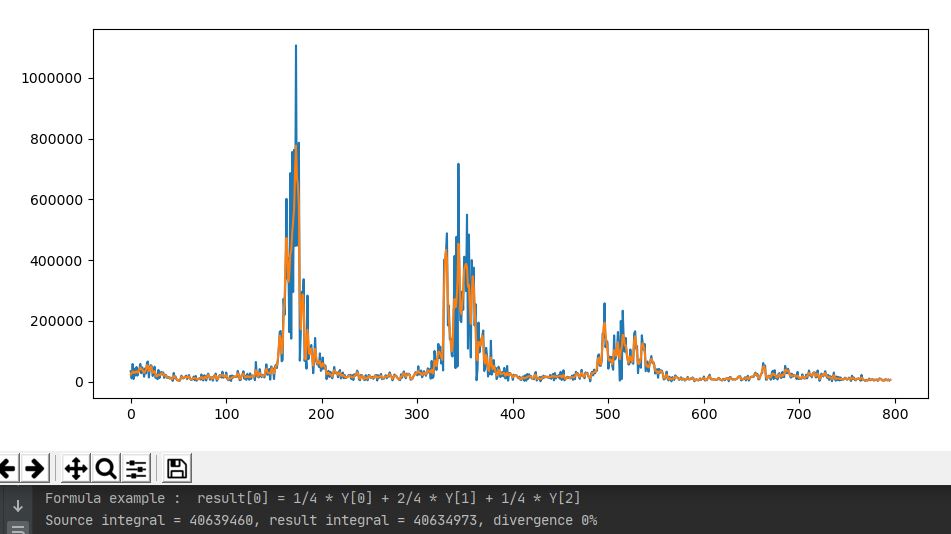 1000000
800000
600000
400000
200000
0
0 100 200 300 400 500 600 700 800
Formula example :  result[0] = 1/4 * Y[0] + 2/4 * Y[1] + 1/4 * Y[2]
Source integral = 40639460, result integral = 40634973, divergence 0%